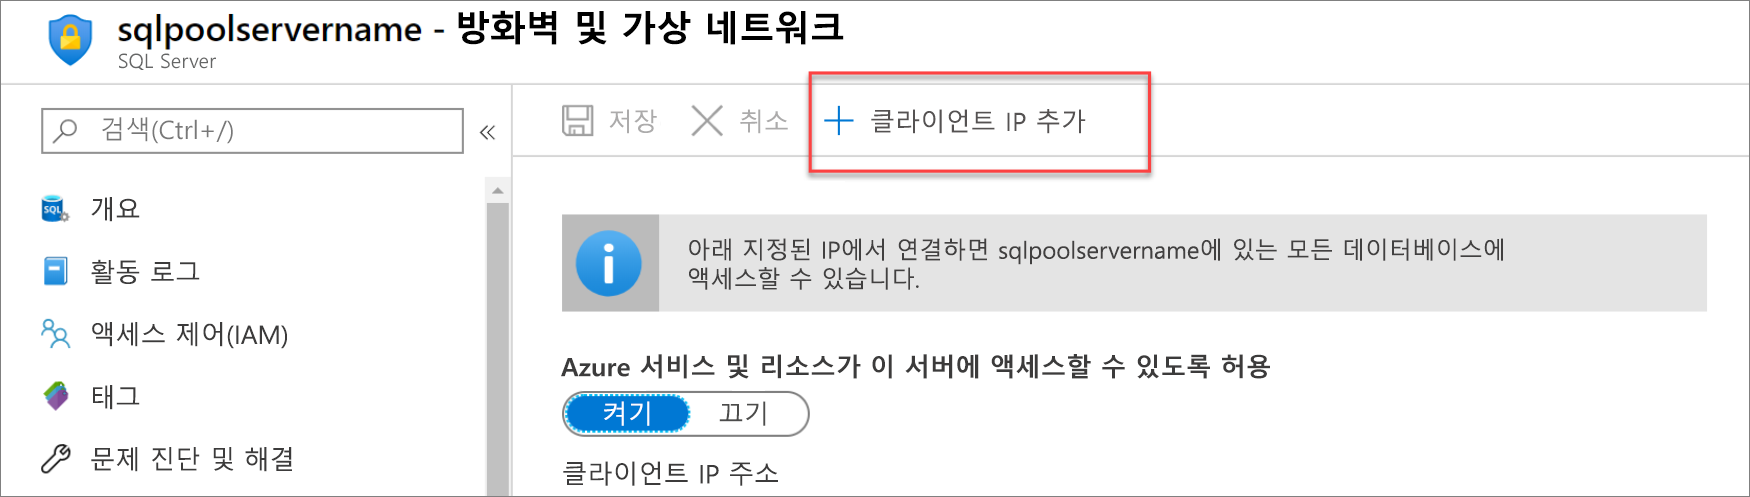 sqlpoolservername - 방화벽 및 가상 네트워크
SQL Server
검색(Ctrl+/)
«
저장
취소
클라이언트 IP 추가
개요
활동 로그
액세스 제어(IAM)
태그
문제 진단 및 해결
아래 지정된 IP에서 연결하면 sqlpoolservername에 있는 모든 데이터베이스에
액세스할 수 있습니다.
Azure 서비스 및 리소스가 이 서버에 액세스할 수 있도록 허용
켜기 끄기
클라이언트 IP 주소